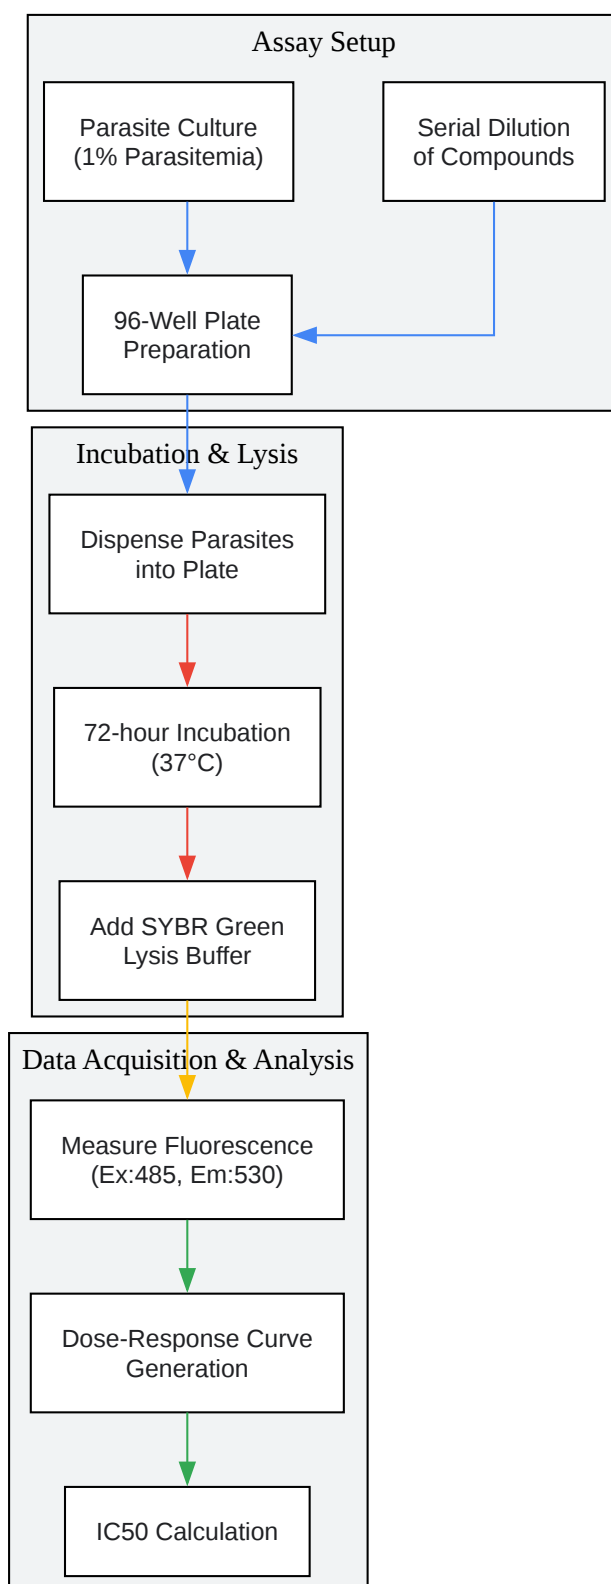 Assay Setup
Parasite Culture
(1% Parasitemia)
Serial Dilution
of Compounds
96-Well Plate
Preparation
Incubation & Lysis
Dispense Parasites
into Plate
72-hour Incubation
(37°C)
Add SYBR Green
Lysis Buffer
Data Acquisition & Analysis
Measure Fluorescence
(Ex:485, Em:530)
Dose-Response Curve
Generation
IC50 Calculation